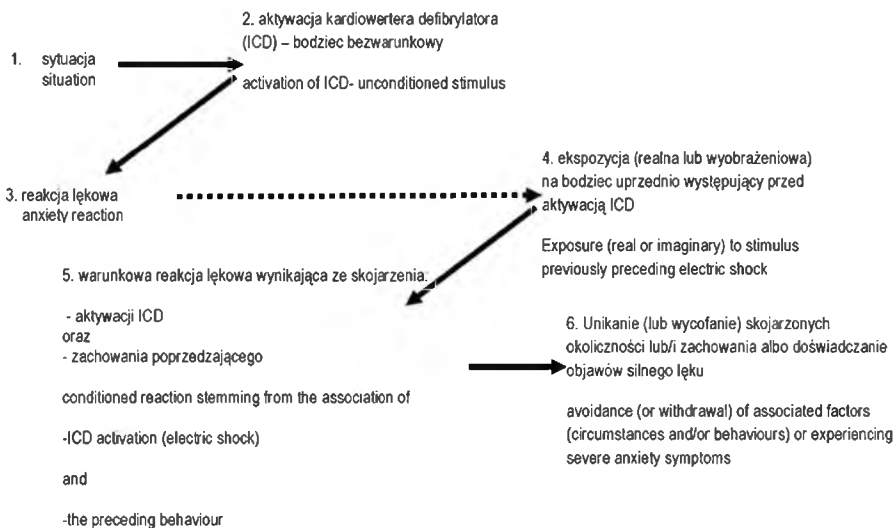 1. sytuacja
situation
2. aktywacja kardiowertera defibrylatora
(ICD) – bodziec bezwarunkowy
activation of ICD- unconditioned stimulus
3. reakcja lękowa
anxiety reaction
4. ekspozycja (realna lub wyobrażeniowa)
na bodziec uprzednio występujący przed
aktywacją ICD
Exposure (real or imaginary) to stimulus
previously preceding electric shock
5. warunkowa reakcja lękowa wynikająca ze skojarzenia:
- aktywacji ICD
oraz
- zachowania poprzedzającego
conditioned reaction stemming from the association of
-ICD activation (electric shock)
and
-the preceding behaviour
6. Unikanie (lub wycofanie) skojarzonych
okoliczności lub/i zachowania albo doświadczanie
objawów silnego lęku
avoidance (or withdrawal) of associated factors
(circumstances and/or behaviours) or experiencing
severe anxiety symptoms